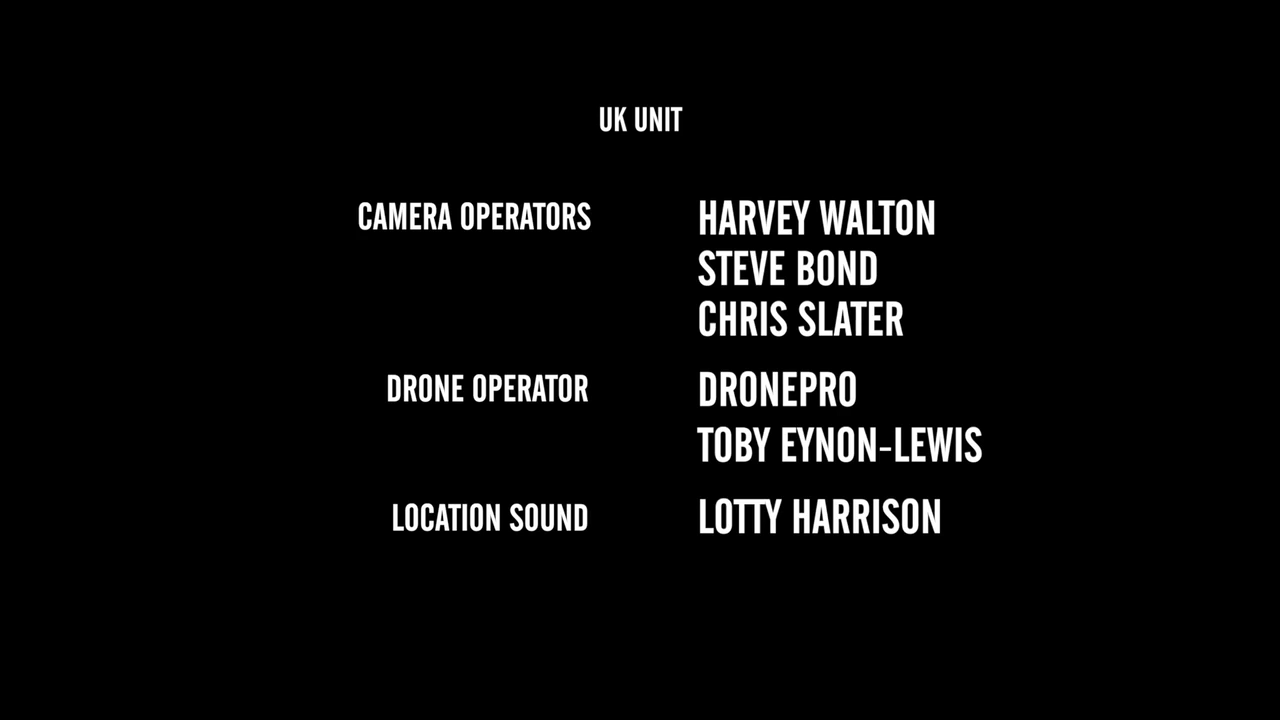 UK UNIT
CAMERA OPERATORS HARVEY WALTON
STEVE BOND
CHRIS SLATER
DRONE OPERATOR DRONEPRO
TOBY EYNON-LEWIS
LOCATION SOUND LOTTY HARRISON